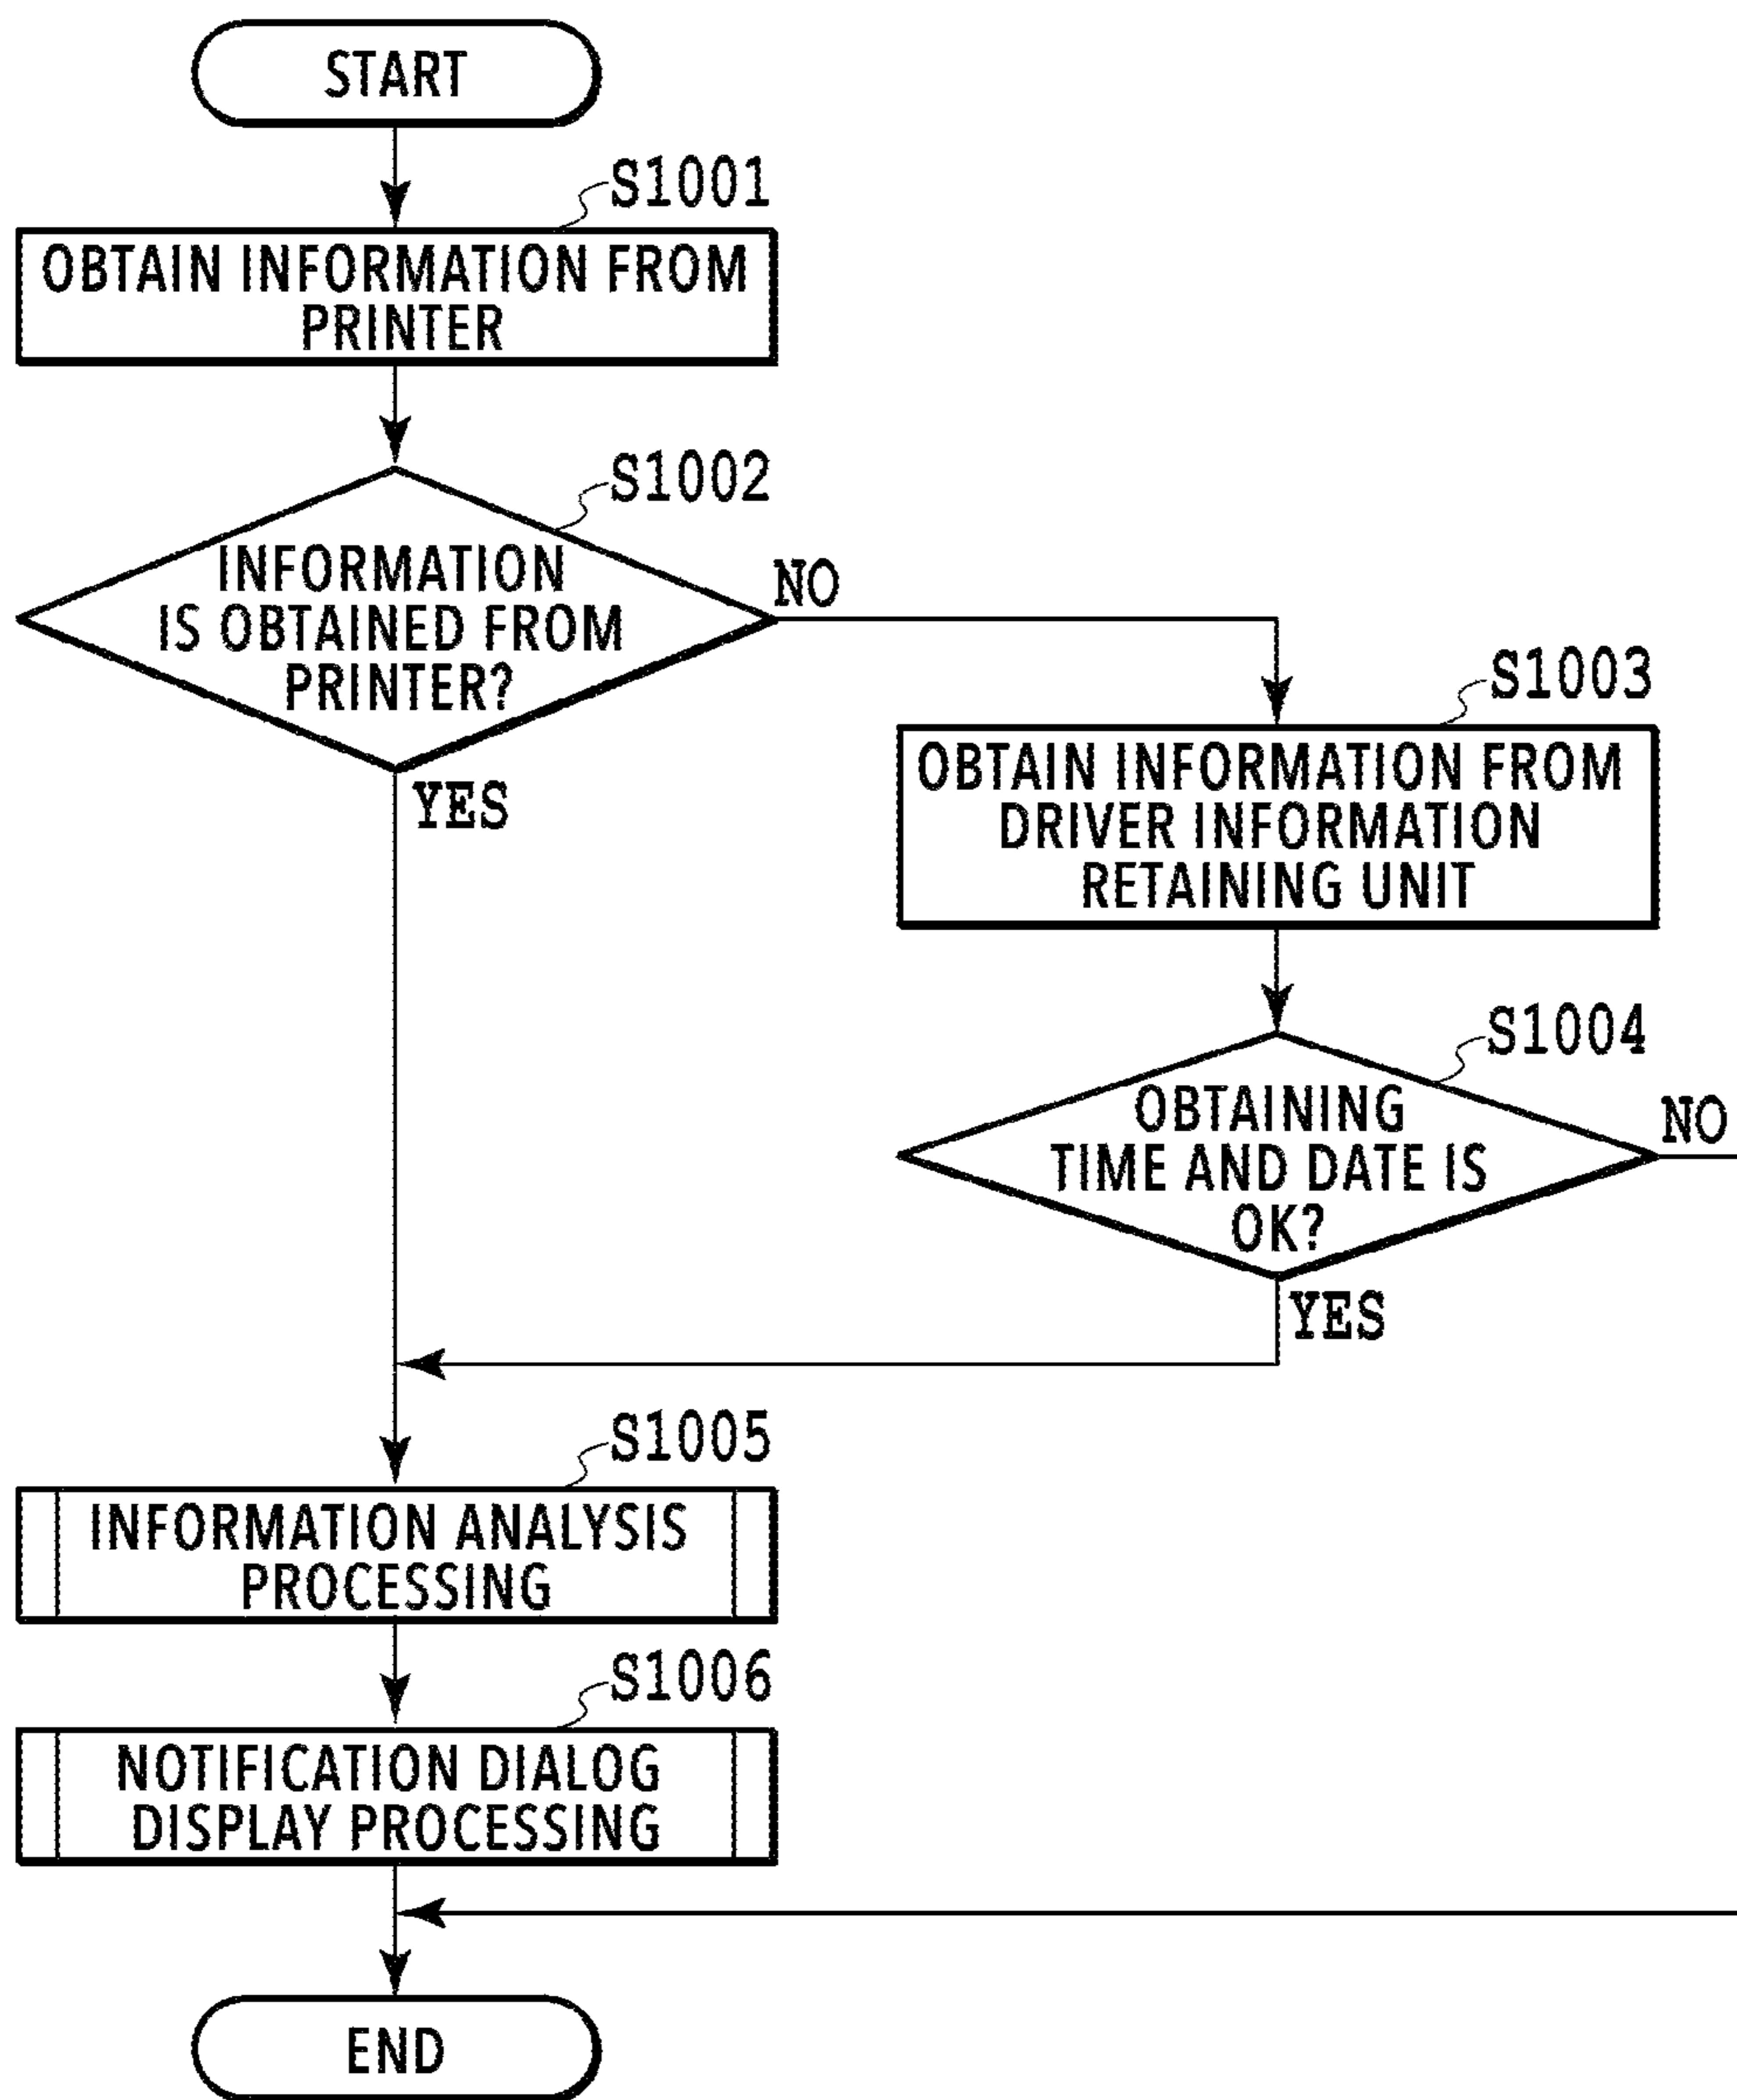 START
S1001
OBTAIN INFORMATION FROM
PRINTER
S1002
INFORMATION
IS OBTAINED FROM
PRINTER?
NO
YES
S1003
OBTAIN INFORMATION FROM
DRIVER INFORMATION
RETAINING UNIT
S1004
OBTAINING
TIME AND DATE IS
OK?
NO
YES
S1005
INFORMATION ANALYSIS
PROCESSING
S1006
NOTIFICATION DIALOG
DISPLAY PROCESSING
END